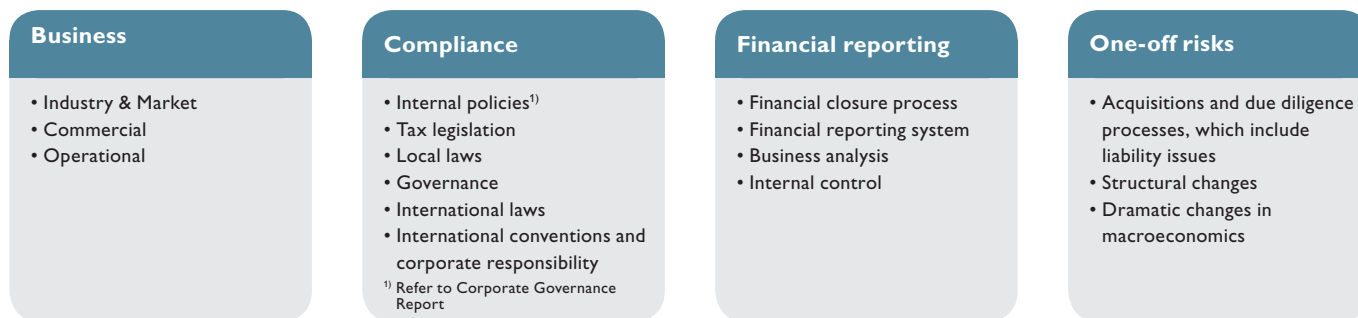 Business
• Industry & Market
• Commercial
• Operational
Compliance
• Internal policies¹⁾
• Tax legislation
• Local laws
• Governance
• International laws
• International conventions and
corporate responsibility
¹⁾ Refer to Corporate Governance
Report
Financial reporting
• Financial closure process
• Financial reporting system
• Business analysis
• Internal control
One-off risks
• Acquisitions and due diligence
processes, which include
liability issues
• Structural changes
• Dramatic changes in
macroeconomics